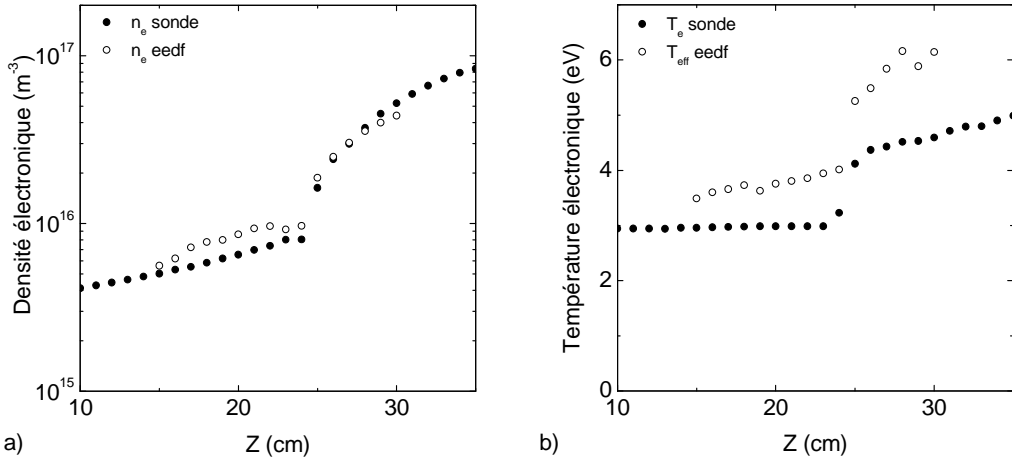 n_e sonde
n_e eedf
10^17
10^16
10^15
Densité électronique (m^-3)
10 20 30
Z (cm)
a)
T_e sonde
T_eff eedf
6
4
2
0
Température électronique (eV)
10 20 30
Z (cm)
b)